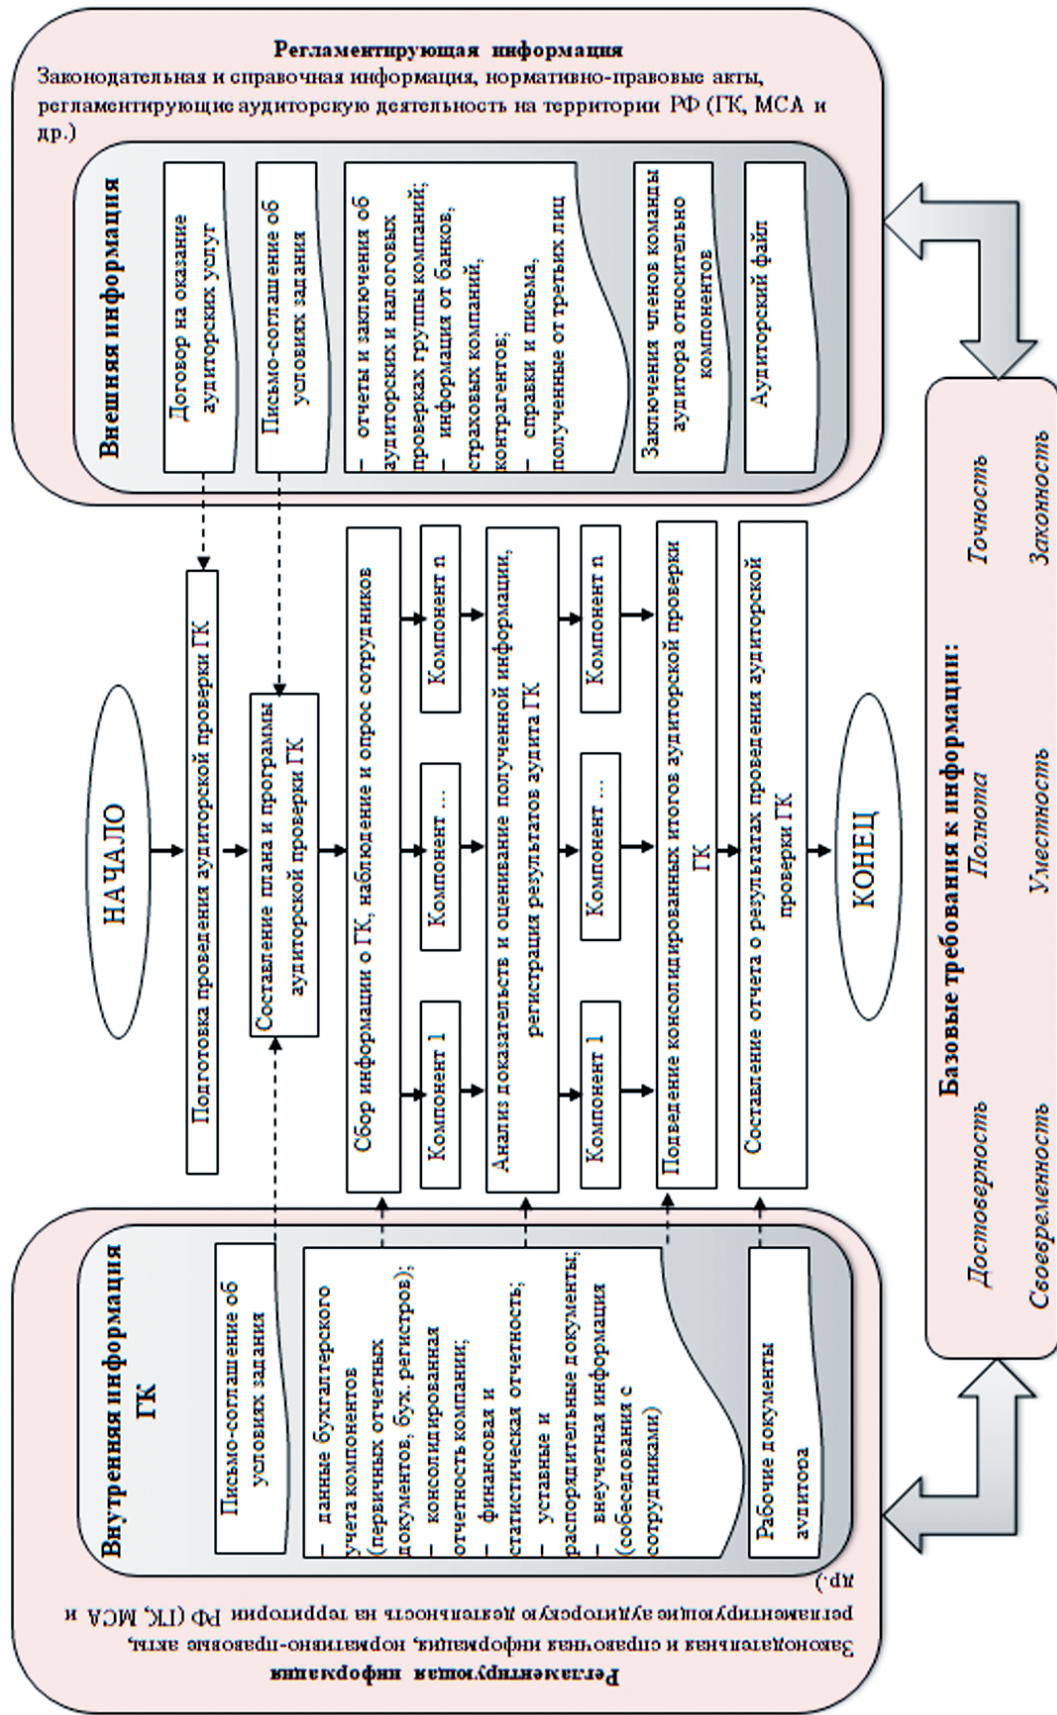 Регламентирующая информация
Законодательная и справочная информация, нормативно-правовые акты,
регламентирующие аудиторскую деятельность на территории РФ (ГК, МСА и
др.)
Внутренняя информация
ГК
Письмо-соглашение об
условиях задания
– данные бухгалтерского
учета компонентов
(первичных отчетных
документов, бух. регистров);
– консолидированная
отчетность компании;
– финансовая и
статистическая отчетность;
– уставные и
распорядительные документы;
– внеучетная информация
(собеседования с
сотрудниками)
Рабочие документы
аудитора
НАЧАЛО
Подготовка проведения аудиторской проверки ГК
Составление плана и программы
аудиторской проверки ГК
Сбор информации о ГК, наблюдение и опрос сотрудников
Компонент 1
Компонент ...
Компонент n
Анализ доказательств и оценивание полученной информации,
регистрация результатов аудита ГК
Компонент 1
Компонент ...
Компонент n
Подведение консолидированных итогов аудиторской проверки
ГК
Составление отчета о результатах проведения аудиторской
проверки ГК
КОНЕЦ
Регламентирующая информация
Законодательная и справочная информация, нормативно-правовые акты,
регламентирующие аудиторскую деятельность на территории РФ (ГК, МСА и
др.)
Внешняя информация
Договор на оказание
аудиторских услуг
Письмо-соглашение об
условиях задания
– отчеты и заключения об
аудиторских и налоговых
проверках группы компаний;
– информация от банков,
страховых компаний,
контрагентов;
– справки и письма,
полученные от третьих лиц
Заключения членов команды
аудитора относительно
компонентов
Аудиторский файл
Базовые требования к информации:
Достоверность Полнота Точность
Своевременность Уместность Законность